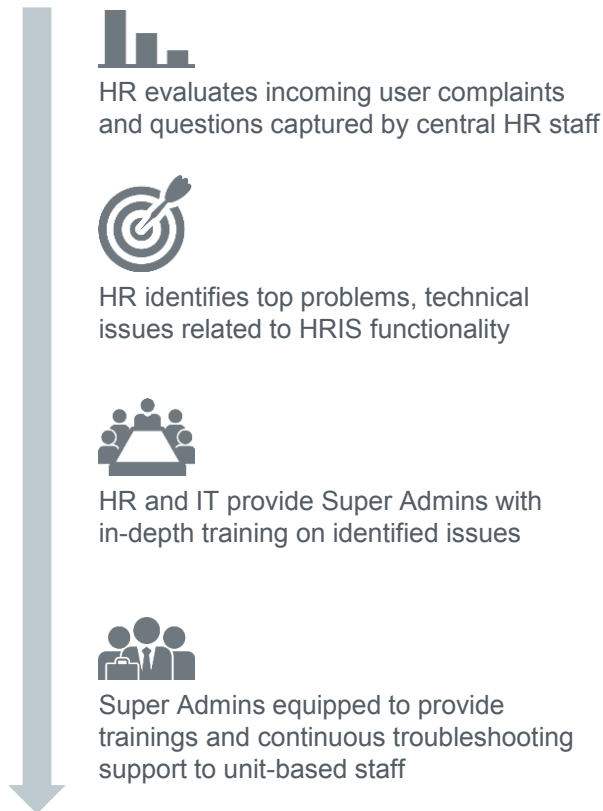 HR evaluates incoming user complaints
and questions captured by central HR staff
HR identifies top problems, technical
issues related to HRIS functionality
HR and IT provide Super Admins with
in-depth training on identified issues
Super Admins equipped to provide
trainings and continuous troubleshooting
support to unit-based staff